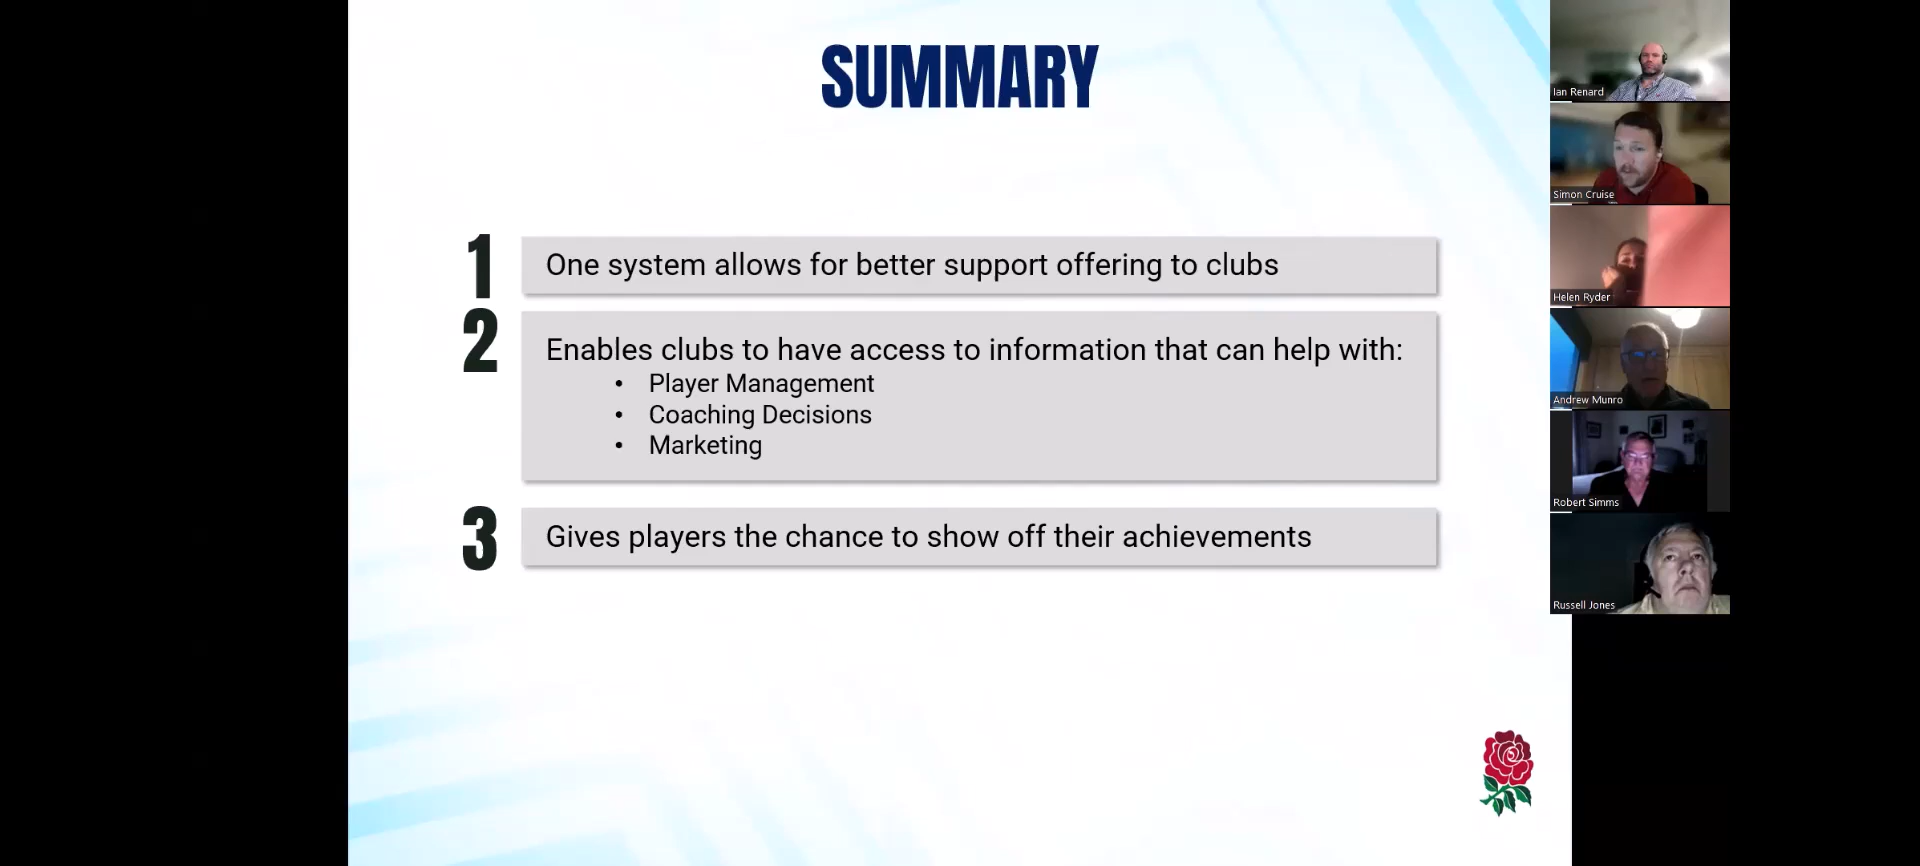 SUMMARY
1
One system allows for better support offering to clubs
2
Enables clubs to have access to information that can help with:
• Player Management
• Coaching Decisions
• Marketing
3
Gives players the chance to show off their achievements
Ian Renard
Simon Cruise
Helen Ryder
Andrew Munro
Robert Simms
Russell Jones